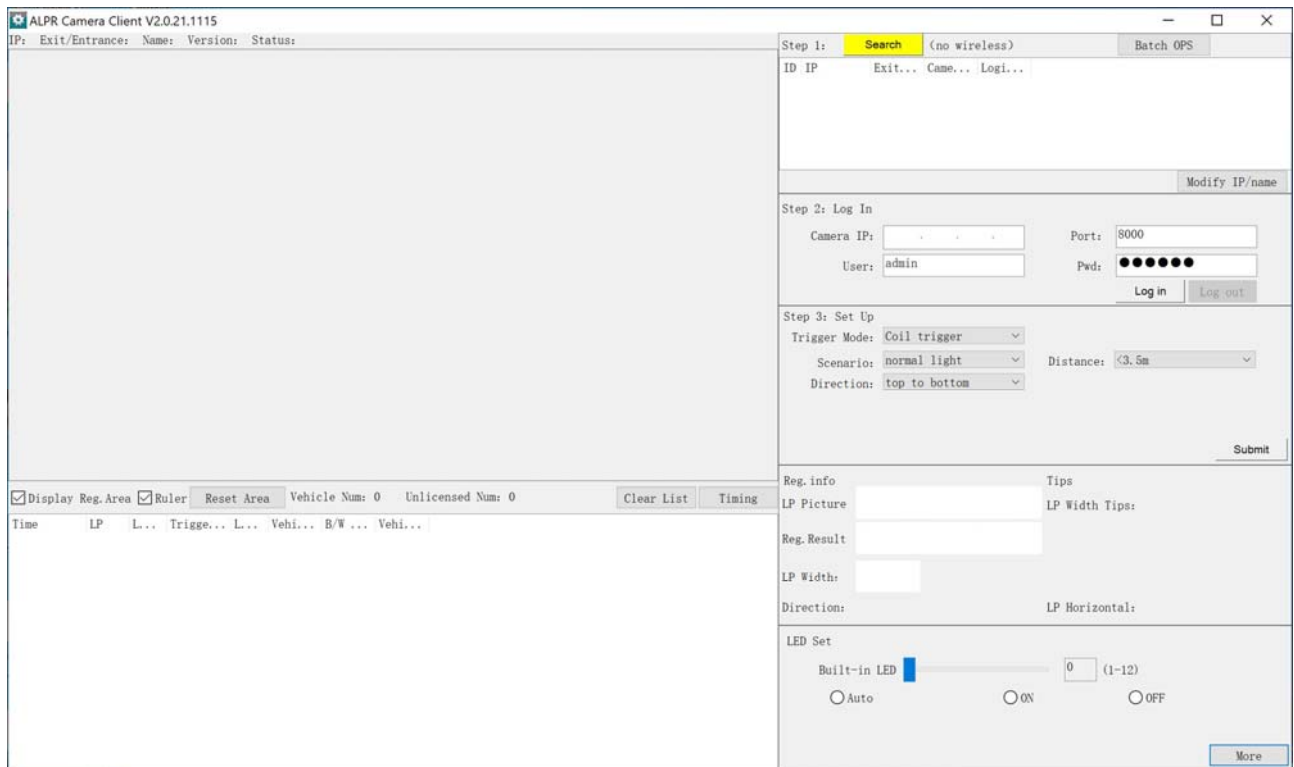 ALPR Camera Client V2.0.21.1115
IP: Exit/Entrance: Name: Version: Status:
Step 1: Search (no wireless) Batch OPS
ID IP Exit... Came... Logi...
Modify IP/name
Step 2: Log In
Camera IP: . . . Port: 8000
User: admin Pwd: ●●●●●●
Log in Log out
Step 3: Set Up
Trigger Mode: Coil trigger
Scenario: normal light Distance: <3.5m
Direction: top to bottom
Submit
Display Reg.Area Ruler Reset Area Vehicle Num: 0 Unlicensed Num: 0 Clear List Timing
Time LP L... Trigge... L... Vehi... B/W ... Vehi...
Reg.info Tips
LP Picture LP Width Tips:
Reg.Result
LP Width:
Direction: LP Horizontal:
LED Set
Built-in LED 0 (1-12)
Auto ON OFF
More